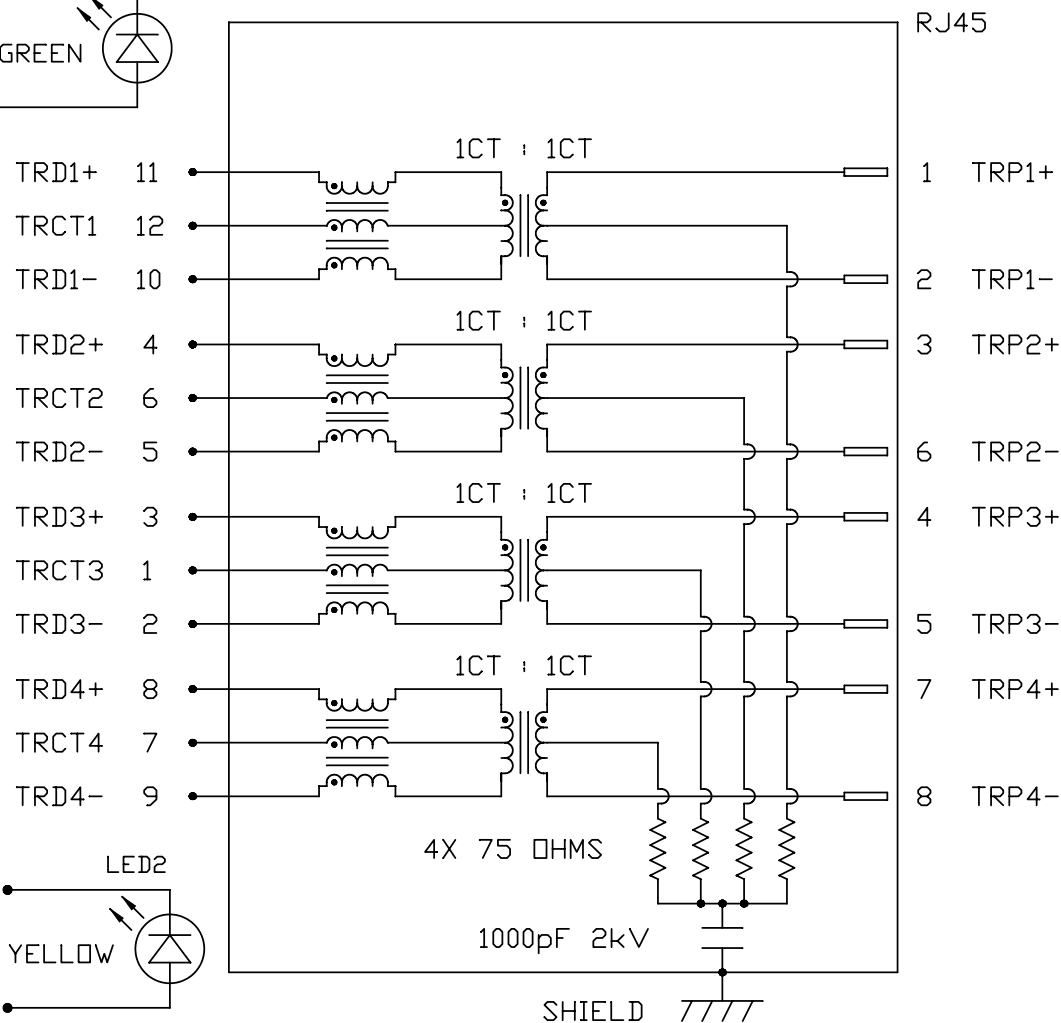 RJ45
GREEN
1CT : 1CT
TRD1+ 11 1 TRP1+
TRCT1 12
TRD1- 10 2 TRP1-
1CT : 1CT
TRD2+ 4 3 TRP2+
TRCT2 6
TRD2- 5 6 TRP2-
1CT : 1CT
TRD3+ 3 4 TRP3+
TRCT3 1
TRD3- 2 5 TRP3-
1CT : 1CT
TRD4+ 8 7 TRP4+
TRCT4 7
TRD4- 9 8 TRP4-
4X 75 OHMS
LED2
1000pF 2kV
YELLOW
SHIELD